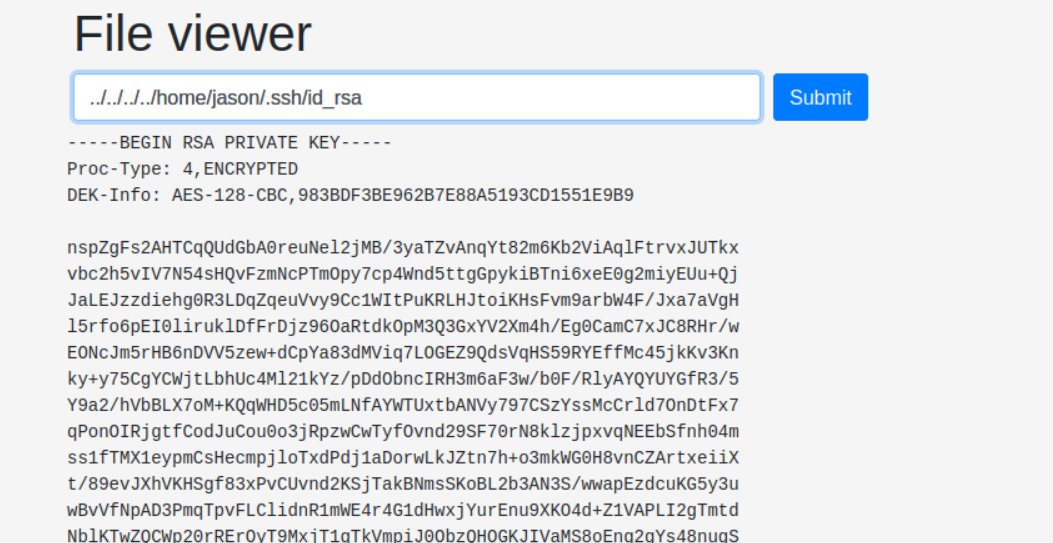 File viewer
../../../../home/jason/.ssh/id_rsa
Submit
-----BEGIN RSA PRIVATE KEY-----
Proc-Type: 4,ENCRYPTED
DEK-Info: AES-128-CBC,983BDF3BE962B7E88A5193CD1551E9B9
nspZgFs2AHTCqQUdGbA0reuNel2jMB/3yaTZvAnqYt82m6Kb2ViAqlFtrvxJUTkx
vbc2h5vIV7N54sHQvFzmNcPTmOpy7cp4Wnd5ttgGpykiBTni6xeE0g2miyEUu+Qj
JaLEJzzdiehg0R3LDqZqeuVvy9Cc1WItPuKRLHJtoiKHsFvm9arbW4F/Jxa7aVgH
l5rfo6pEI0liruklDfFrDjz96OaRtdkOpM3Q3GxYV2Xm4h/Eg0CamC7xJC8RHr/w
EONcJm5rHB6nDVV5zew+dCpYa83dMViq7LOGEZ9QdsVqHS59RYEffMc45jkKv3Kn
ky+y75CgYCWjtLbhUc4Ml21kYz/pDdObncIRH3m6aF3w/b0F/RlyAYQYUYGfR3/5
Y9a2/hVbBLX7oM+KQqWHD5c05mLNfAYWTUxtbANVy797CSzYssMcCrld7OnDtFx7
qPonOIRjgtfCodJuCou0o3jRpzwCwTyfOvnd29SF70rN8klzjpxvqNEEbSfnh04m
ss1fTMX1eypmCsHecmpjloTxdPdj1aDorwLkJZtn7h+o3mkWG0H8vnCZArtxeiiX
t/89evJXhVKHSgf83xPvCUvnd2KSjTakBNmsSKoBL2b3AN3S/wwapEzdcuKG5y3u
wBvVfNpAD3PmqTpvFLClidnR1mWE4r4G1dHwxjYurEnu9XKO4d+Z1VAPLI2gTmtd